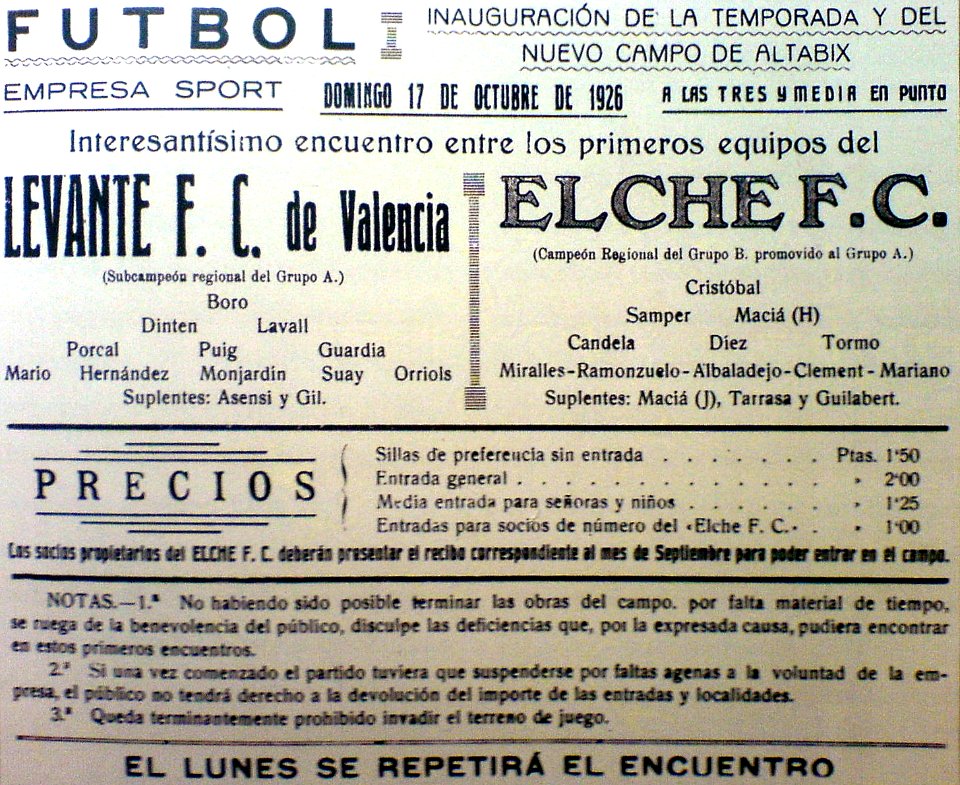 FUTBOL
INAUGURACIÓN DE LA TEMPORADA Y DEL
NUEVO CAMPO DE ALTABIX
EMPRESA SPORT
DOMINGO 17 DE OCTUBRE DE 1926
A LAS TRES y MEDIA EN PUNTO
Interesantísimo encuentro entre los primeros equipos del
LEVANTE F. C. de Valencia
(Subcampeón regional del Grupo A.)
Boro
Dinten Lavall
Porcal Puig Guardia
Mario Hernández Monjardín Suay Orriols
Suplentes: Asensi y Gil.
ELCHE F. C.
(Campeón Regional del Grupo B. promovido al Grupo A.)
Cristóbal
Samper Maciá (H)
Candela Díez Tormo
Miralles-Ramonzuelo-Albaladejo-Clement-Mariano
Suplentes: Maciá (J), Tarrasa y Guilabert.
PRECIOS
Sillas de preferencia sin entrada . . . . . . . Ptas. 1'50
Entrada general . . . . . . . . . . . . . » 2'00
Media entrada para señoras y niños . . . . . . » 1'25
Entradas para socios de número del «Elche F. C.» . . » 1'00
Los socios propietarios del ELCHE F. C. deberán presentar el recibo correspondiente al mes de Septiembre para poder entrar en el campo.
NOTAS.—1.ª No habiendo sido posible terminar las obras del campo. por falta material de tiempo,
se ruega de la benevolencia del público, disculpe las deficiencias que, por la expresada causa, pudiera encontrar
en estos primeros encuentros.
2.ª Si una vez comenzado el partido tuviera que suspenderse por faltas agenas a la voluntad de la em-
presa, el público no tendrá derecho a la devolución del importe de las entradas y localidades.
3.ª Queda terminantemente prohibido invadir el terreno de juego.
EL LUNES SE REPETIRÁ EL ENCUENTRO